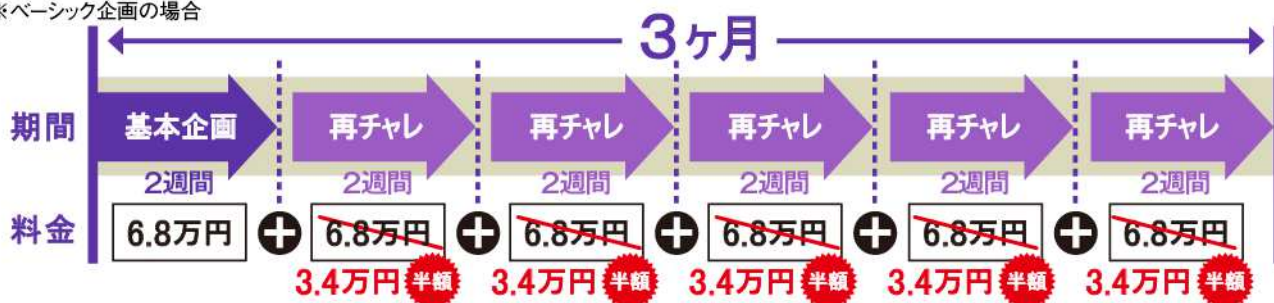 ※ベーシック企画の場合
3ヶ月
期間 基本企画 再チャレ 再チャレ 再チャレ 再チャレ 再チャレ
2週間 2週間 2週間 2週間 2週間 2週間
料金 6.8万円 + 6.8万円 + 6.8万円 + 6.8万円 + 6.8万円 + 6.8万円
3.4万円 半額 3.4万円 半額 3.4万円 半額 3.4万円 半額 3.4万円 半額